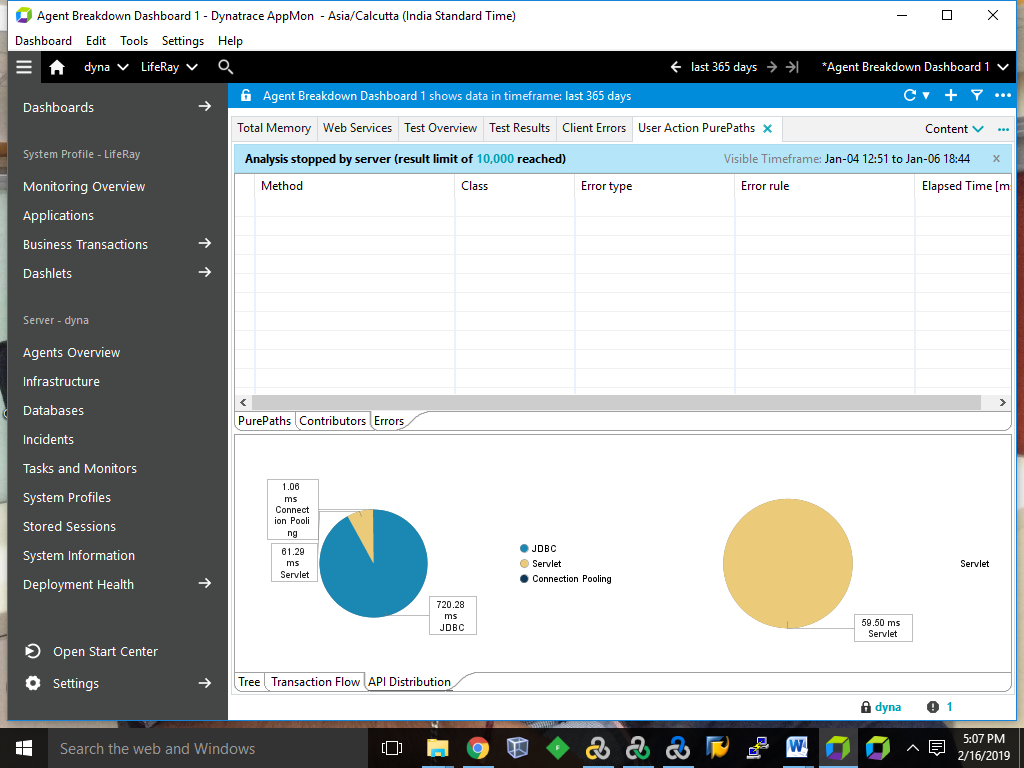 Agent Breakdown Dashboard 1 - Dynatrace AppMon - Asia/Calcutta (India Standard Time)
Dashboard Edit Tools Settings Help
dyna LifeRay last 365 days *Agent Breakdown Dashboard 1
Agent Breakdown Dashboard 1 shows data in timeframe: last 365 days
Dashboards
System Profile - LifeRay
Monitoring Overview
Applications
Business Transactions
Dashlets
Server - dyna
Agents Overview
Infrastructure
Databases
Incidents
Tasks and Monitors
System Profiles
Stored Sessions
System Information
Deployment Health
Open Start Center
Settings
Total Memory Web Services Test Overview Test Results Client Errors User Action PurePaths Content
Analysis stopped by server (result limit of 10,000 reached) Visible Timeframe: Jan-04 12:51 to Jan-06 18:44
Method Class Error type Error rule Elapsed Time [m
PurePaths Contributors Errors
1.06
ms
Connect
ion Pooli
ng
61.29
ms
Servlet
720.28
ms
JDBC
JDBC
Servlet
Connection Pooling
59.50 ms
Servlet
Servlet
Tree Transaction Flow API Distribution
dyna 1
Search the web and Windows
5:07 PM
2/16/2019